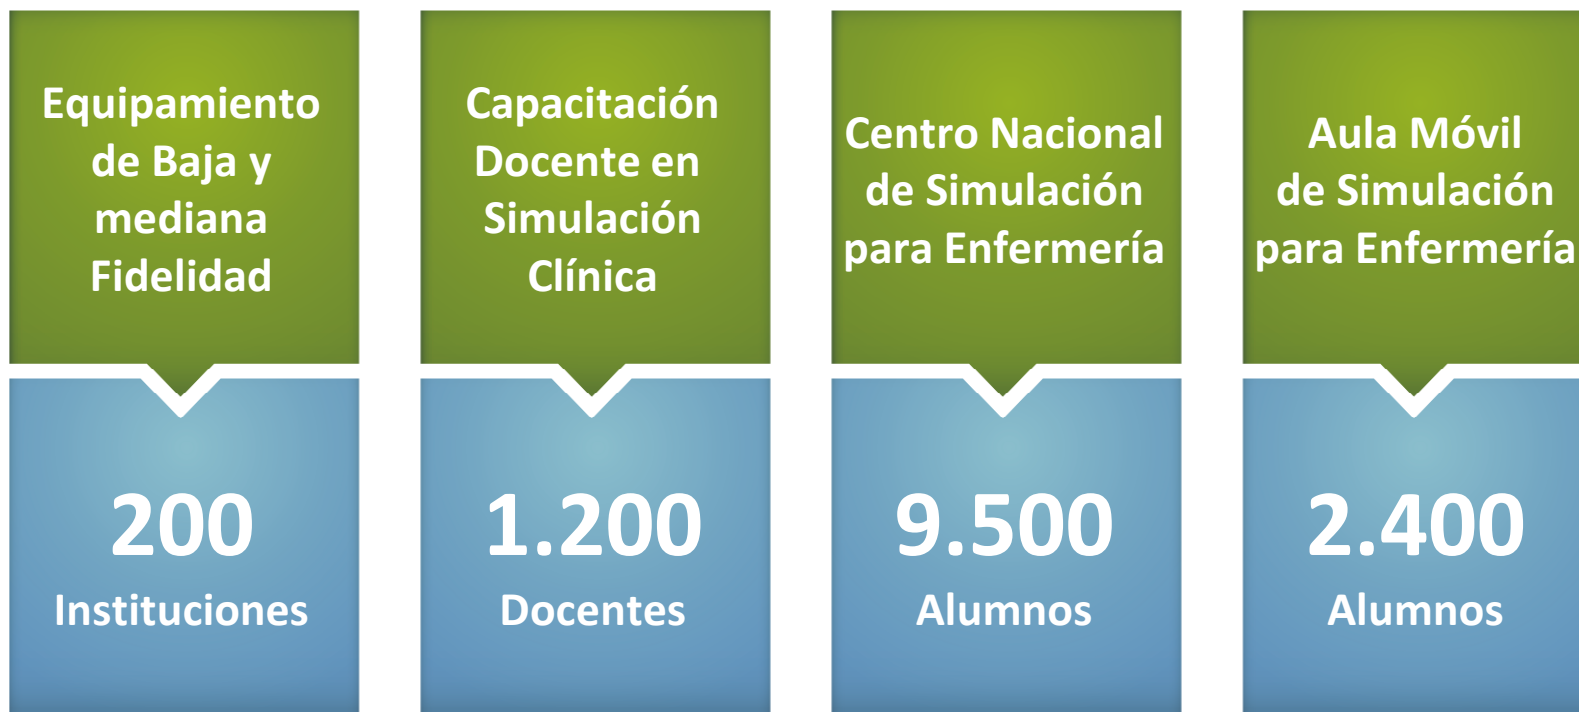 Equipamiento
de Baja y
mediana
Fidelidad
200
Instituciones
Capacitación
Docente en
Simulación
Clínica
1.200
Docentes
Centro Nacional
de Simulación
para Enfermería
9.500
Alumnos
Aula Móvil
de Simulación
para Enfermería
2.400
Alumnos